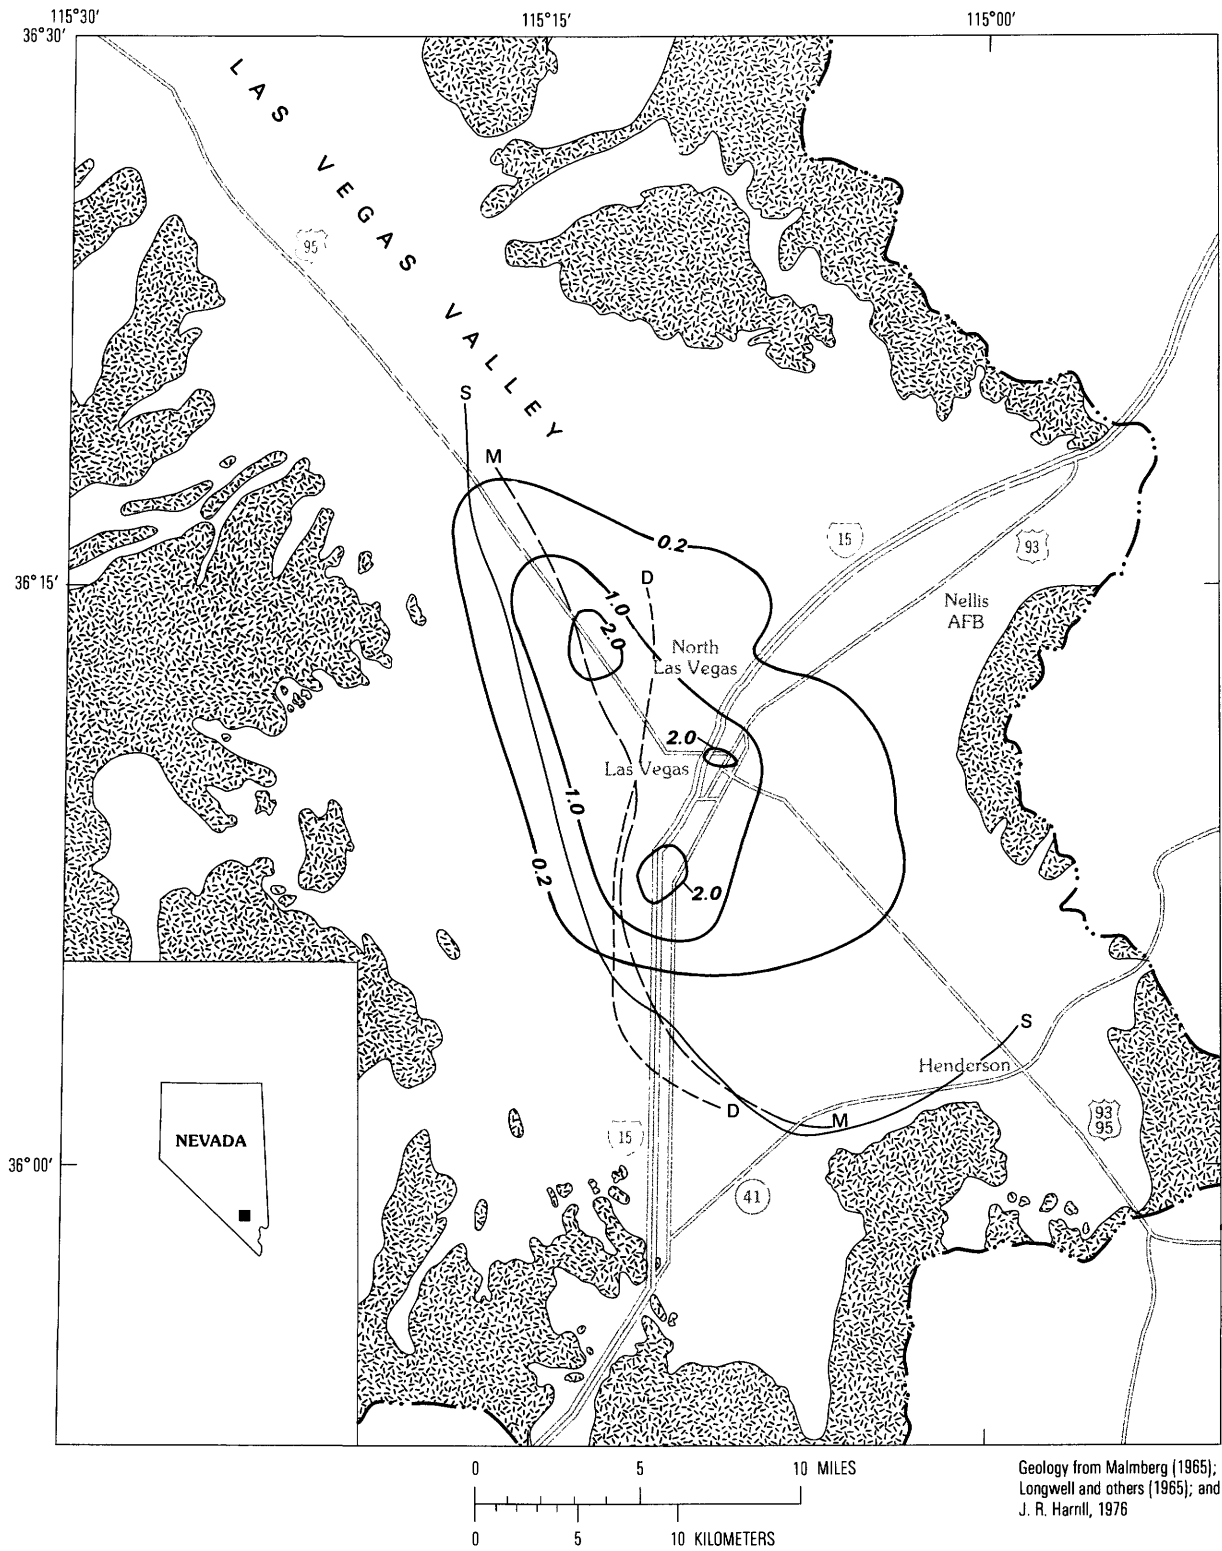 115°30′
115°15′
115°00′
36°30′
LAS VEGAS VALLEY
95
S
M
0.2
15
93
36°15′
D
1.0
Nellis
AFB
2.0
North
Las Vegas
2.0
Las Vegas
1.0
0.2
2.0
S
Henderson
D
M
93
95
15
NEVADA
36°00′
41
0 5 10 MILES
0 5 10 KILOMETERS
Geology from Malmberg (1965);
Longwell and others (1965); and
J. R. Harrill, 1976